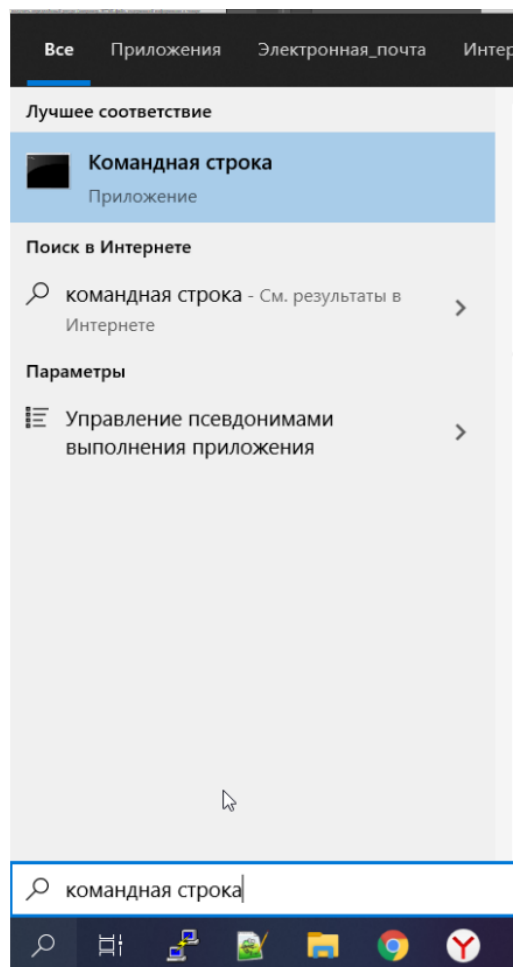 Все Приложения Электронная_почта Интер
Лучшее соответствие
Командная строка
Приложение
Поиск в Интернете
командная строка - См. результаты в
Интернете
Параметры
Управление псевдонимами
выполнения приложения
командная строка